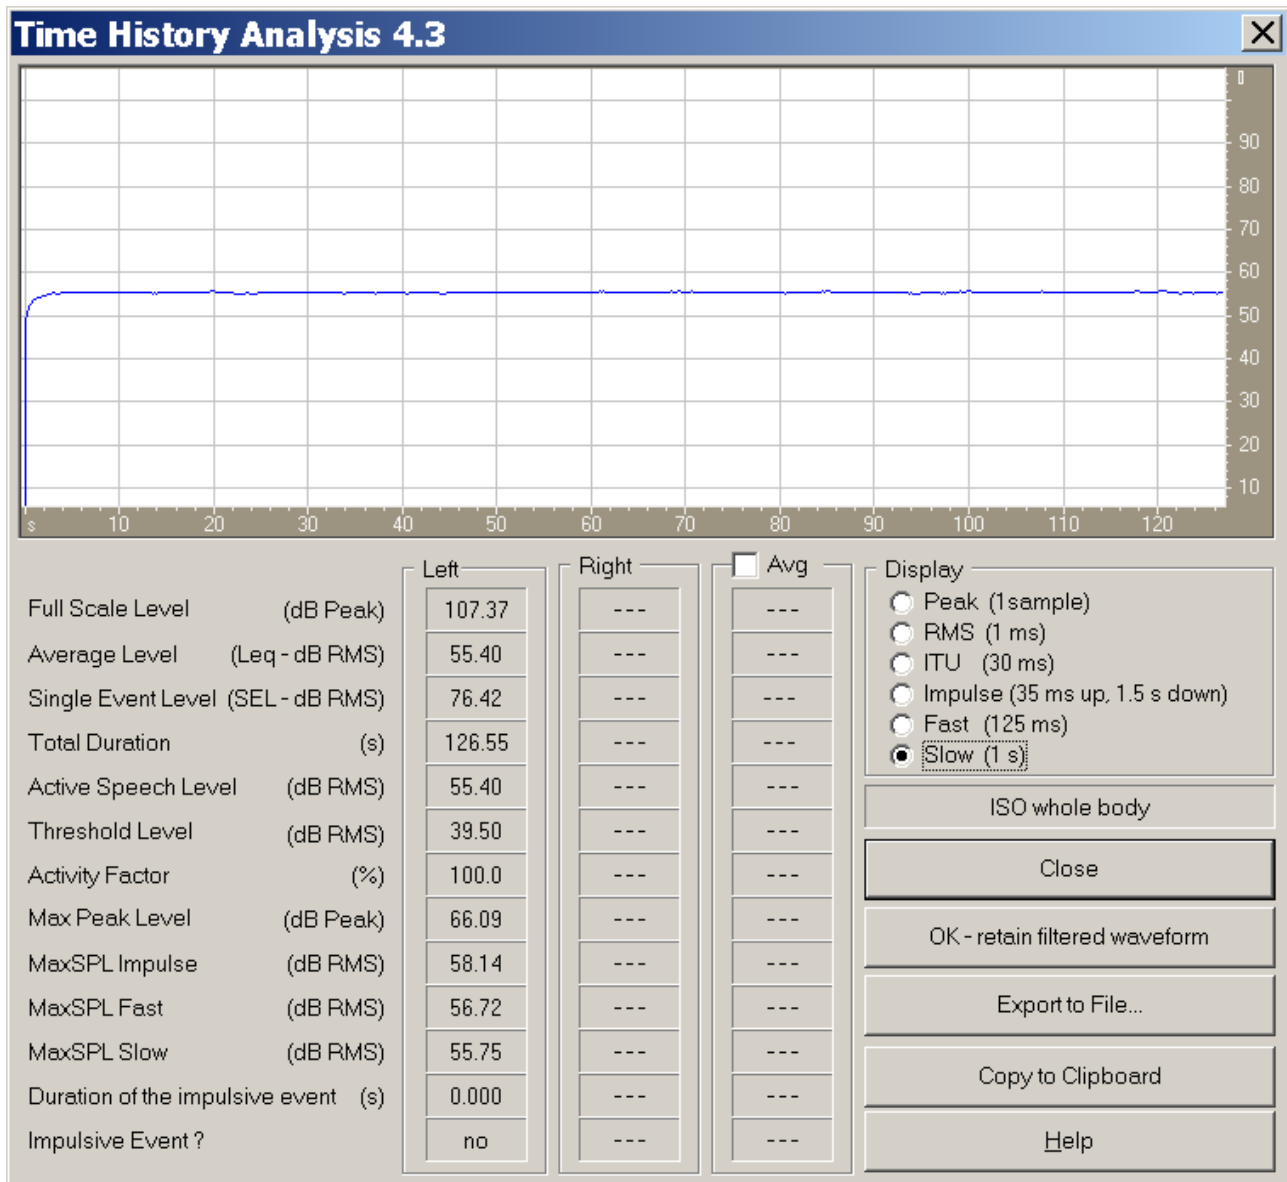 Time History Analysis 4.3
90
80
70
60
50
40
30
20
10
s 10 20 30 40 50 60 70 80 90 100 110 120
Left Right Avg Display
Full Scale Level (dB Peak) 107.37 --- --- Peak (1sample)
RMS (1 ms)
Average Level (Leq - dB RMS) 55.40 --- --- ITU (30 ms)
Single Event Level (SEL - dB RMS) 76.42 --- --- Impulse (35 ms up, 1.5 s down)
Fast (125 ms)
Total Duration (s) 126.55 --- --- Slow (1 s)
Active Speech Level (dB RMS) 55.40 --- ---
ISO whole body
Threshold Level (dB RMS) 39.50 --- ---
Activity Factor (%) 100.0 --- --- Close
Max Peak Level (dB Peak) 66.09 --- --- OK - retain filtered waveform
MaxSPL Impulse (dB RMS) 58.14 --- ---
MaxSPL Fast (dB RMS) 56.72 --- --- Export to File...
MaxSPL Slow (dB RMS) 55.75 --- --- Copy to Clipboard
Duration of the impulsive event (s) 0.000 --- ---
Impulsive Event ? no --- --- Help